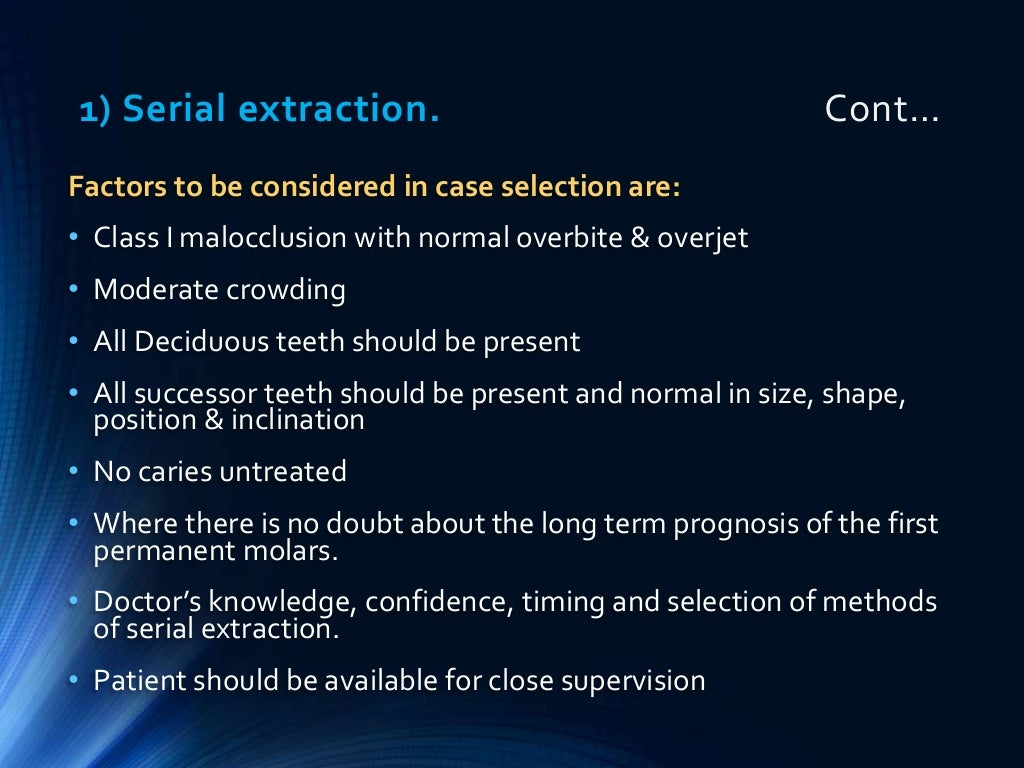 1) Serial extraction. Cont...
Factors to be considered in case selection are:
• Class I malocclusion with normal overbite & overjet
• Moderate crowding
• All Deciduous teeth should be present
• All successor teeth should be present and normal in size, shape,
position & inclination
• No caries untreated
• Where there is no doubt about the long term prognosis of the first
permanent molars.
• Doctor’s knowledge, confidence, timing and selection of methods
of serial extraction.
• Patient should be available for close supervision